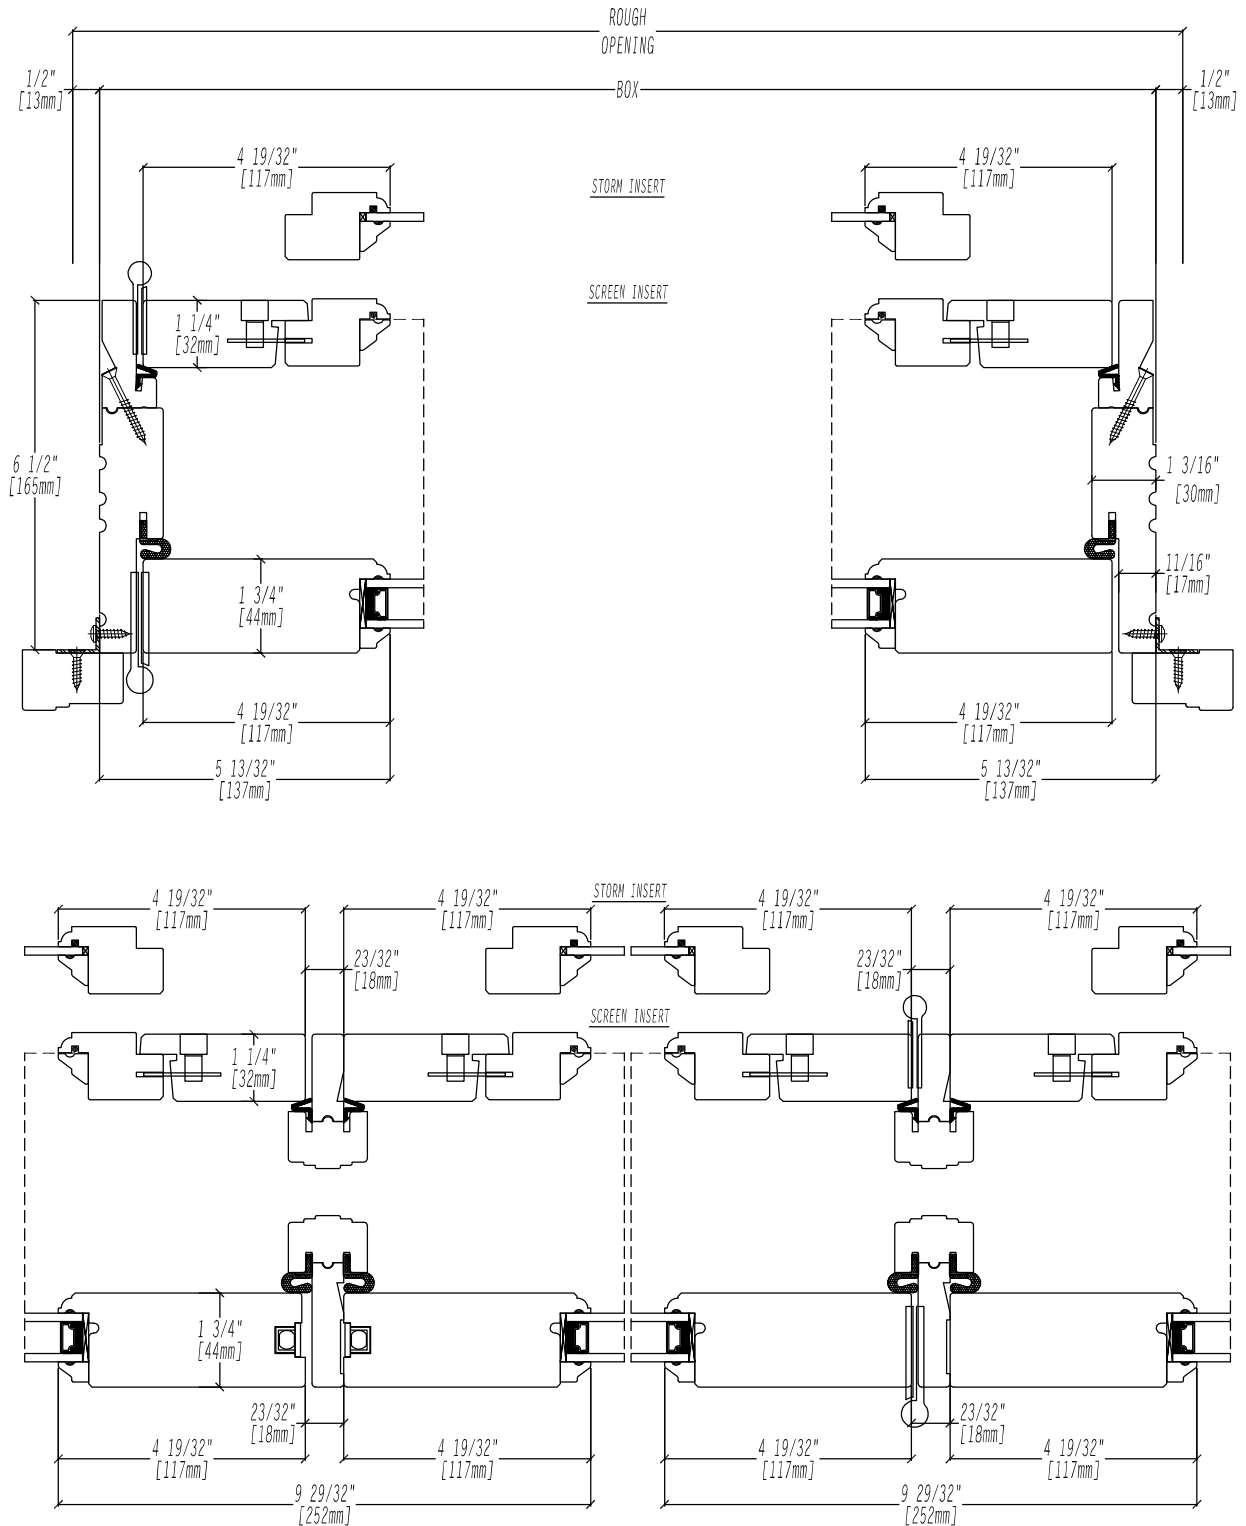 ROUGH
OPENING
1/2"
[13mm]
BOX
1/2"
[13mm]
4 19/32"
[117mm]
STORM INSERT
4 19/32"
[117mm]
SCREEN INSERT
1 1/4"
[32mm]
6 1/2"
[165mm]
1 3/16"
[30mm]
11/16"
[17mm]
1 3/4"
[44mm]
4 19/32"
[117mm]
4 19/32"
[117mm]
5 13/32"
[137mm]
5 13/32"
[137mm]
4 19/32"
[117mm]
4 19/32"
[117mm]
STORM INSERT
4 19/32"
[117mm]
4 19/32"
[117mm]
23/32"
[18mm]
23/32"
[18mm]
SCREEN INSERT
1 1/4"
[32mm]
1 3/4"
[44mm]
23/32"
[18mm]
23/32"
[18mm]
4 19/32"
[117mm]
4 19/32"
[117mm]
4 19/32"
[117mm]
4 19/32"
[117mm]
9 29/32"
[252mm]
9 29/32"
[252mm]